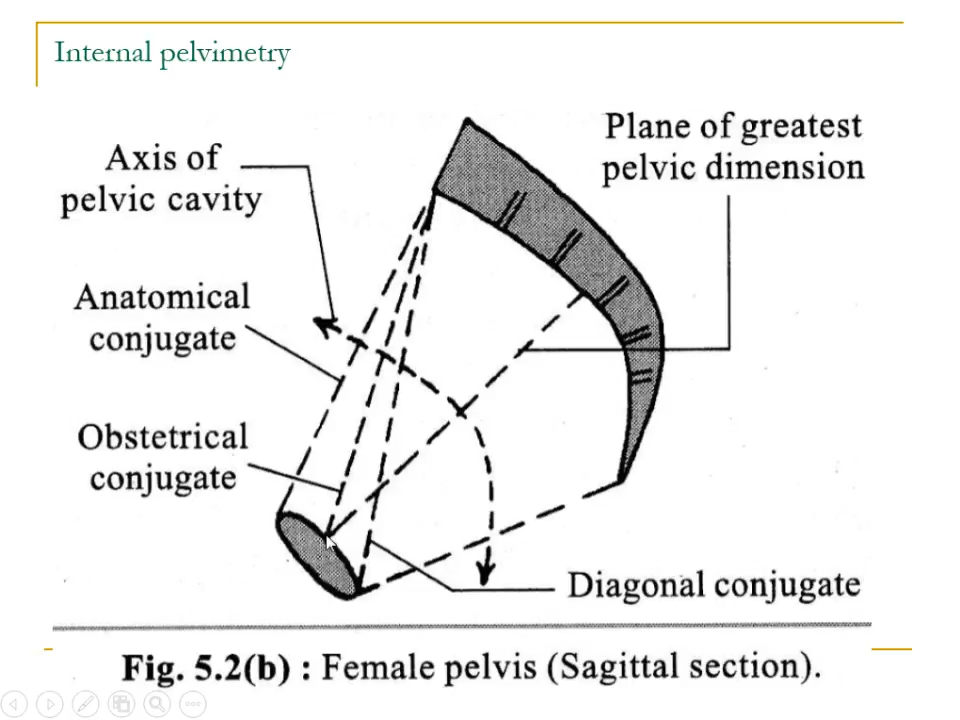 Internal pelvimetry
Plane of greatest
pelvic dimension
Axis of
pelvic cavity
Anatomical
conjugate
Obstetrical
conjugate
Diagonal conjugate
Fig. 5.2(b) : Female pelvis (Sagittal section).